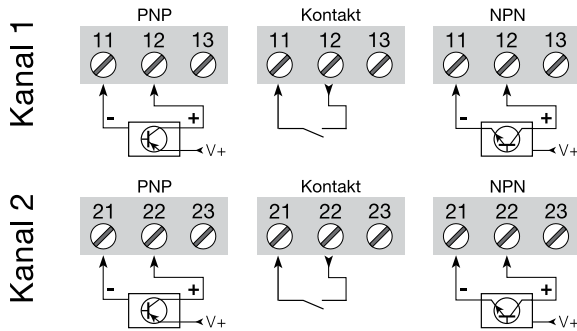 Kanal 1
PNP
Kontakt
NPN
11 12 13
11 12 13
11 12 13
- +
V+
- +
V+
Kanal 2
PNP
Kontakt
NPN
21 22 23
21 22 23
21 22 23
- +
V+
- +
V+